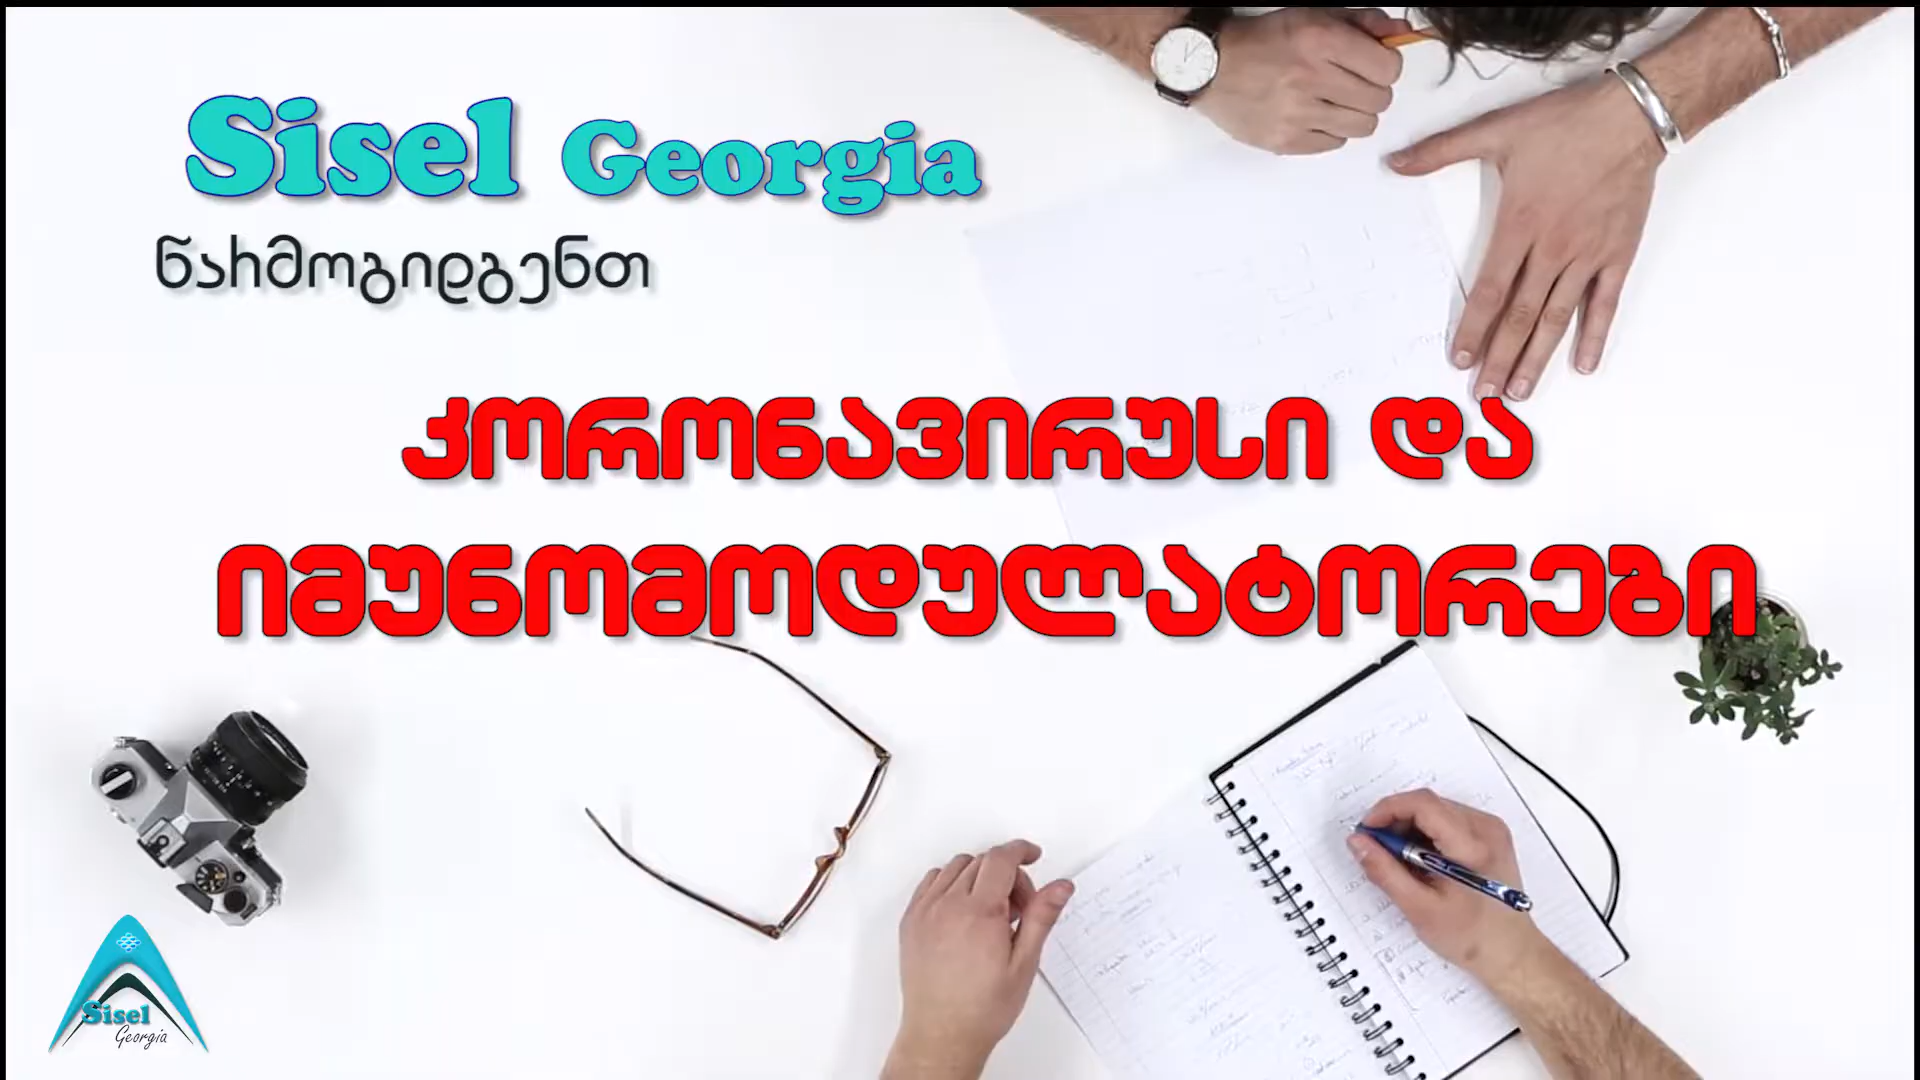 Sisel Georgia
წარმოგიდგენთ
კორონავირუსი და
იმუნომოდულატორები
Sisel
Georgia